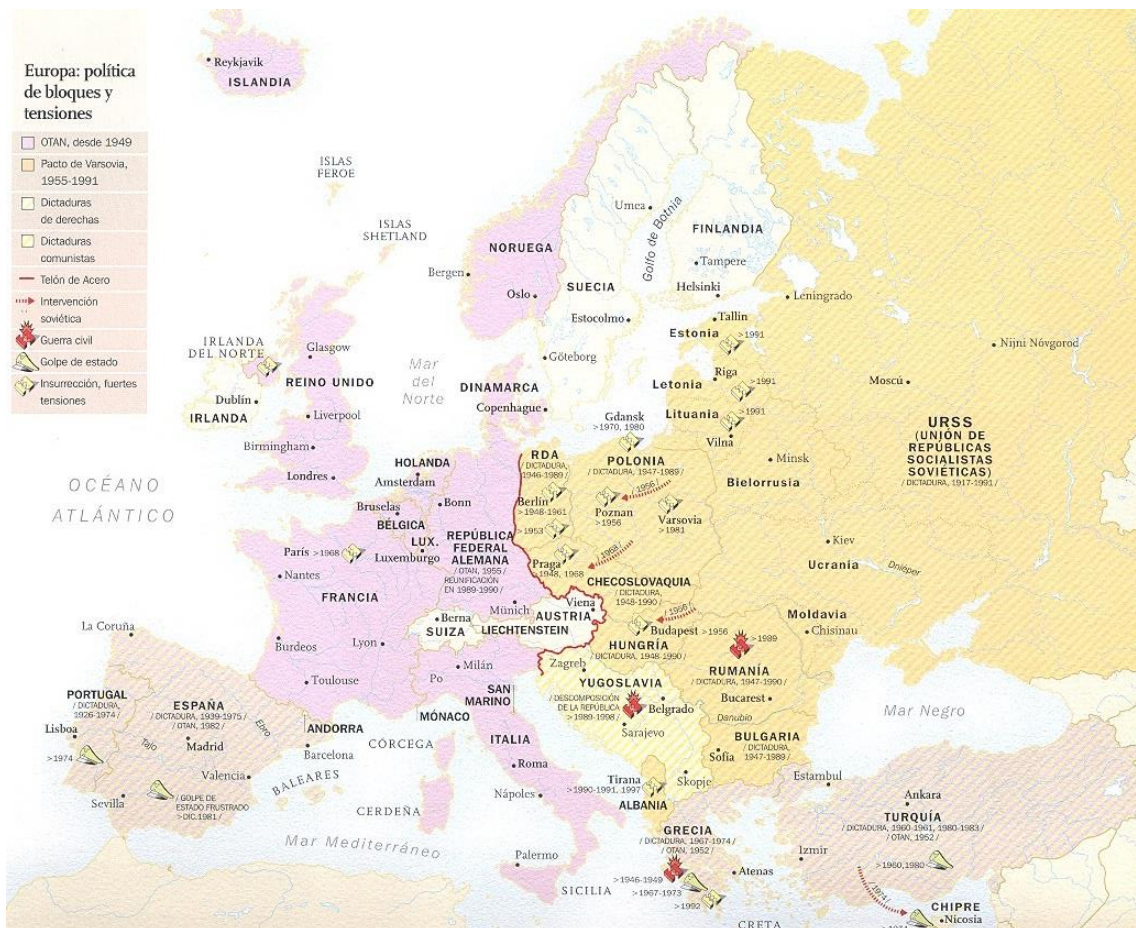 Europa: política
de bloques y
tensiones
OTAN, desde 1949
Pacto de Varsovia,
1955-1991
Dictaduras
de derechas
Dictaduras
comunistas
Telón de Acero
Intervención
soviética
Guerra civil
Golpe de estado
Insurrección, fuertes
tensiones
Reykjavik
ISLANDIA
ISLAS
FEROE
ISLAS
SHETLAND
NORUEGA
Bergen
Oslo
Umea
Golfo de Botnia
FINLANDIA
Tampere
Helsinki
SUECIA
Estocolmo
Göteborg
Leningrado
Tallin
Estonia
>1991
Nijni Nóvgorod
Letonia
Riga
>1991
Moscú
Lituania
>1991
Vilna
URSS
(UNIÓN DE
REPÚBLICAS
SOCIALISTAS
SOVIÉTICAS)
/ DICTADURA, 1917-1991 /
Minsk
Bielorrusia
IRLANDA
DEL NORTE
Glasgow
Mar
del
Norte
REINO UNIDO
DINAMARCA
Copenhague
Dublín
IRLANDA
Liverpool
Birmingham
Londres
Gdansk
>1970, 1980
HOLANDA
Amsterdam
RDA
/ DICTADURA,
1946-1989 /
POLONIA
/ DICTADURA, 1947-1989 /
Berlín
>1948-1961
1956
Poznan
>1956
Varsovia
>1981
>1953
OCÉANO
ATLÁNTICO
Bruselas
Bonn
BÉLGICA
LUX.
Luxemburgo
REPÚBLICA
FEDERAL
ALEMANA
/ OTAN, 1955 /
REUNIFICACIÓN
EN 1989-1990 /
Praga
>1948, 1968
/ 1968 /
CHECOSLOVAQUIA
/ DICTADURA,
1948-1990 /
Kiev
Ucrania
Dniéper
París >1968
Nantes
FRANCIA
Münich
Viena
AUSTRIA
Berna
SUIZA
LIECHTENSTEIN
/ 1956 /
Budapest >1956
HUNGRÍA
/ DICTADURA, 1948-1990 /
Moldavia
Chisinau
>1989
RUMANÍA
/ DICTADURA, 1947-1990 /
Bucarest
Danubio
La Coruña
Burdeos
Lyon
Toulouse
Milán
Po
Zagreb
YUGOSLAVIA
/ DESCOMPOSICIÓN
DE LA REPÚBLICA
>1989-1998 /
Belgrado
Sarajevo
Mar Negro
BULGARIA
/ DICTADURA,
1947-1989 /
Sofía
PORTUGAL
/ DICTADURA,
1926-1974 /
Lisboa
>1974
ESPAÑA
/ DICTADURA, 1939-1975 /
/ OTAN, 1982 /
Madrid
Tajo
Ebro
ANDORRA
Barcelona
MÓNACO
SAN
MARINO
CÓRCEGA
ITALIA
Roma
Nápoles
Valencia
BALEARES
CERDEÑA
Sevilla
/ GOLPE DE
ESTADO FRUSTRADO
>DIC.1981 /
Mar Mediterráneo
Palermo
SICILIA
Tirana
>1990-1991, 1997
ALBANIA
Skopje
Estambul
Ankara
TURQUÍA
/ DICTADURA, 1960-1961, 1980-1983 /
/ OTAN, 1952 /
Izmir
>1960,1980
GRECIA
/ DICTADURA, 1967-1974 /
/ OTAN, 1952 /
>1946-1949
>1967-1973
>1992
Atenas
CRETA
/ 1974 /
CHIPRE
Nicosia
>1974